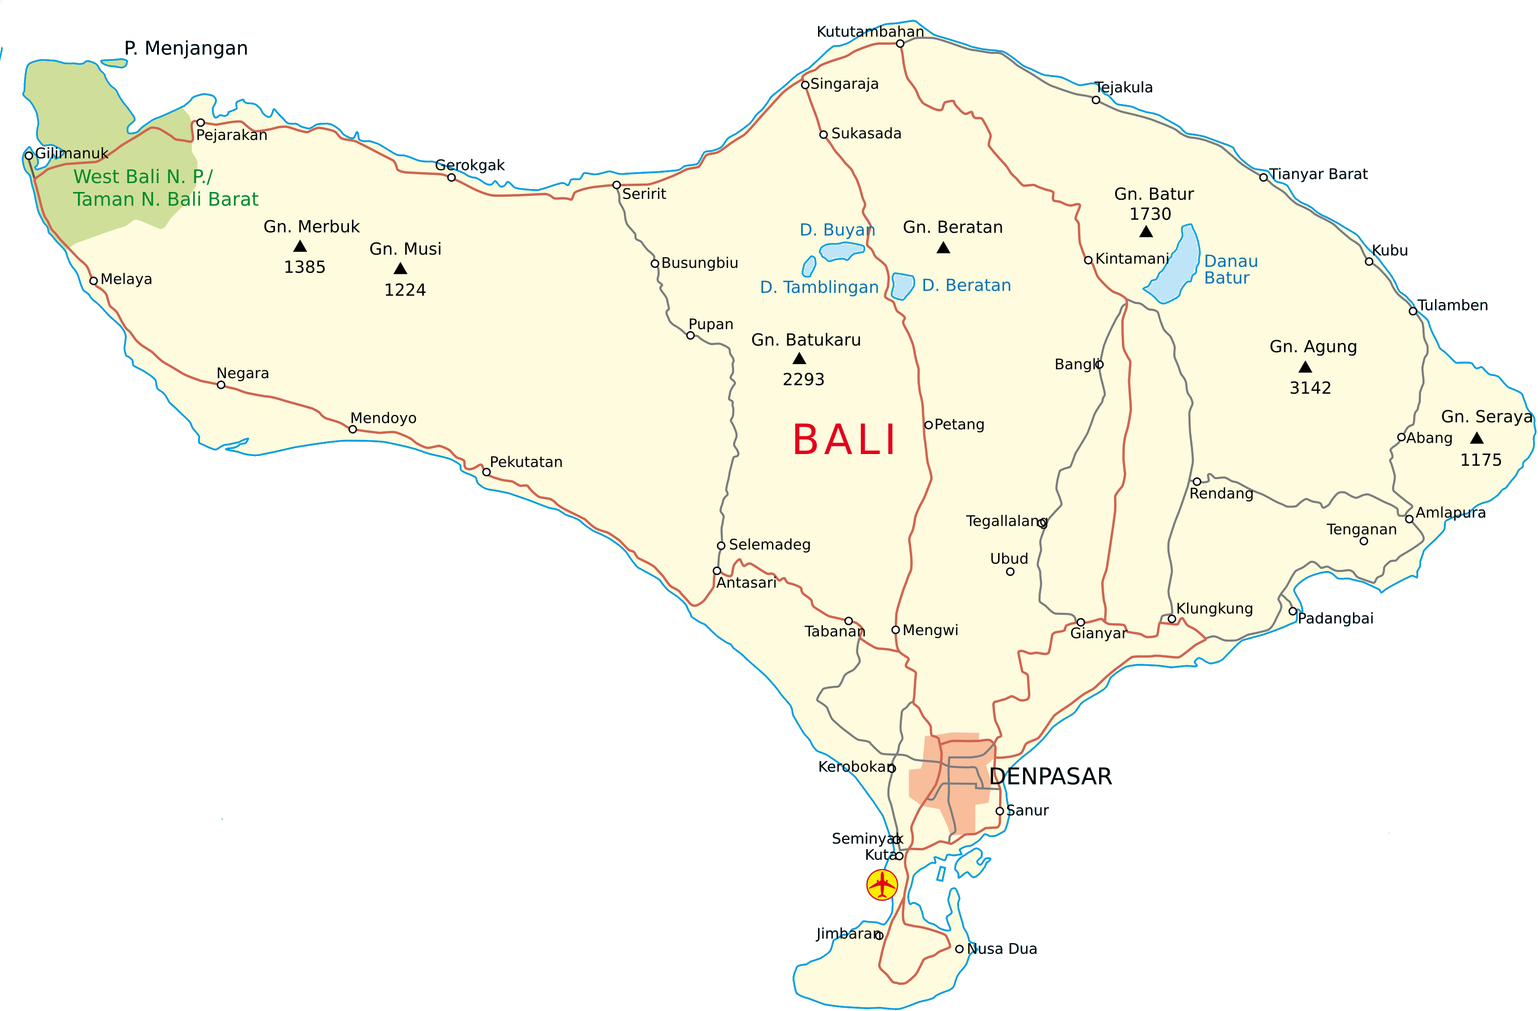 Kututambahan
P. Menjangan
Singaraja
Tejakula
Pejarakan
Sukasada
Gilimanuk
Gerokgak
Tianyar Barat
West Bali N. P./
Taman N. Bali Barat
Seririt
Gn. Batur
1730
Gn. Merbuk
1385
Gn. Musi
1224
D. Buyan
Gn. Beratan
Kubu
Melaya
Busungbiu
Kintamani
Danau
Batur
D. Tamblingan
D. Beratan
Tulamben
Pupan
Gn. Batukaru
2293
Gn. Agung
3142
Negara
Bangli
Mendoyo
BALI
Petang
Gn. Seraya
1175
Abang
Pekutatan
Rendang
Tegallalang
Amlapura
Tenganan
Selemadeg
Ubud
Antasari
Klungkung
Padangbai
Tabanan
Mengwi
Gianyar
Kerobokan
DENPASAR
Sanur
Seminyak
Kuta
Jimbaran
Nusa Dua